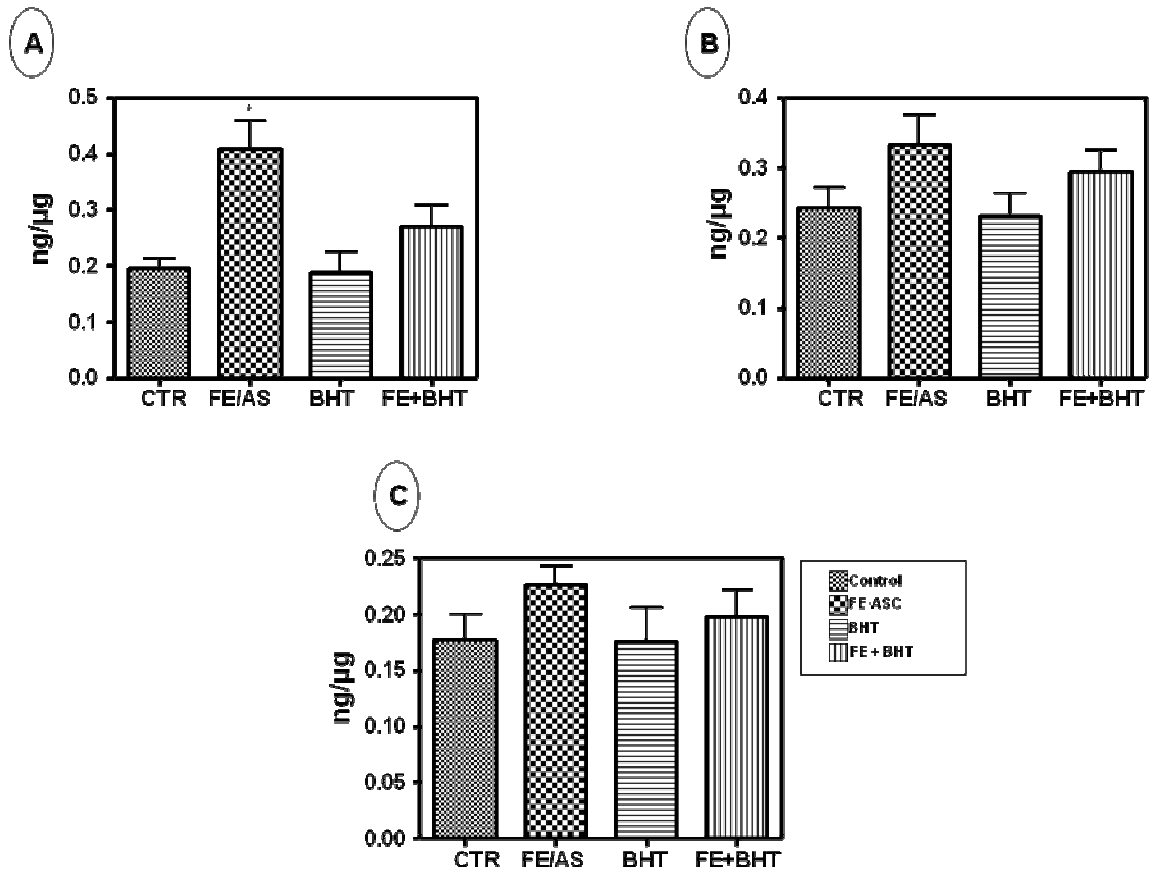 A
0.5
*
0.4
0.3
0.2
0.1
0.0
ng/µg
CTR FE/AS BHT FE+BHT
B
0.4
0.3
0.2
0.1
0.0
ng/µg
CTR FE/AS BHT FE+BHT
C
0.25
0.20
0.15
0.10
0.05
0.00
ng/µg
CTR FE/AS BHT FE+BHT
Control
FE-ASC
BHT
FE + BHT